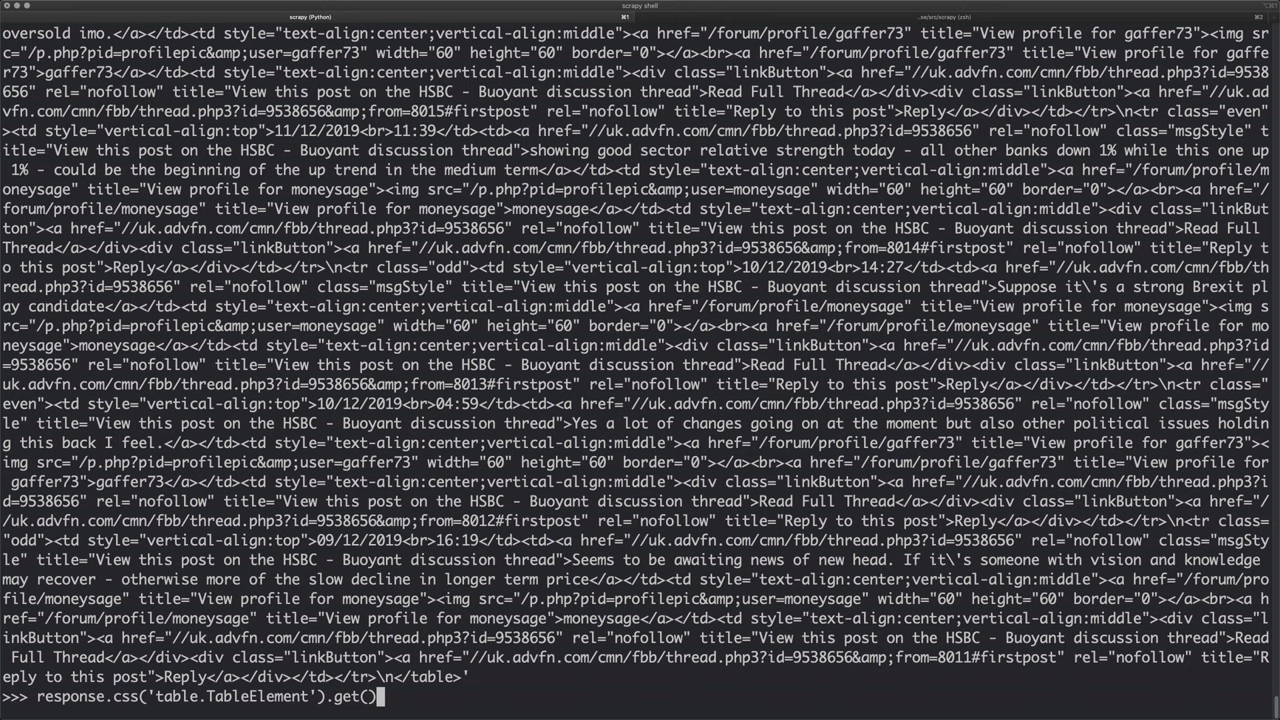 scrapy shell
scrapy (Python) ⌘1 ..se/src/scrapy (zsh) ⌘2
oversold imo.</a></td><td style="text-align:center;vertical-align:middle"><a href="/forum/profile/gaffer73" title="View profile for gaffer73"><img sr
c="/p.php?pid=profilepic&amp;user=gaffer73" width="60" height="60" border="0"></a><br><a href="/forum/profile/gaffer73" title="View profile for gaffe
r73">gaffer73</a></td><td style="text-align:center;vertical-align:middle"><div class="linkButton"><a href="//uk.advfn.com/cmn/fbb/thread.php3?id=9538
656" rel="nofollow" title="View this post on the HSBC - Buoyant discussion thread">Read Full Thread</a></div><div class="linkButton"><a href="//uk.ad
vfn.com/cmn/fbb/thread.php3?id=9538656&amp;from=8015#firstpost" rel="nofollow" title="Reply to this post">Reply</a></div></td></tr>\n<tr class="even"
><td style="vertical-align:top">11/12/2019<br>11:39</td><td><a href="//uk.advfn.com/cmn/fbb/thread.php3?id=9538656" rel="nofollow" class="msgStyle" t
itle="View this post on the HSBC - Buoyant discussion thread">showing good sector relative strength today - all other banks down 1% while this one up
 1% - could be the beginning of the up trend in the medium term</a></td><td style="text-align:center;vertical-align:middle"><a href="/forum/profile/m
oneysage" title="View profile for moneysage"><img src="/p.php?pid=profilepic&amp;user=moneysage" width="60" height="60" border="0"></a><br><a href="/
forum/profile/moneysage" title="View profile for moneysage">moneysage</a></td><td style="text-align:center;vertical-align:middle"><div class="linkBut
ton"><a href="//uk.advfn.com/cmn/fbb/thread.php3?id=9538656" rel="nofollow" title="View this post on the HSBC - Buoyant discussion thread">Read Full
Thread</a></div><div class="linkButton"><a href="//uk.advfn.com/cmn/fbb/thread.php3?id=9538656&amp;from=8014#firstpost" rel="nofollow" title="Reply t
o this post">Reply</a></div></td></tr>\n<tr class="odd"><td style="vertical-align:top">10/12/2019<br>14:27</td><td><a href="//uk.advfn.com/cmn/fbb/th
read.php3?id=9538656" rel="nofollow" class="msgStyle" title="View this post on the HSBC - Buoyant discussion thread">Suppose it\'s a strong Brexit pl
ay candidate</a></td><td style="text-align:center;vertical-align:middle"><a href="/forum/profile/moneysage" title="View profile for moneysage"><img s
rc="/p.php?pid=profilepic&amp;user=moneysage" width="60" height="60" border="0"></a><br><a href="/forum/profile/moneysage" title="View profile for mo
neysage">moneysage</a></td><td style="text-align:center;vertical-align:middle"><div class="linkButton"><a href="//uk.advfn.com/cmn/fbb/thread.php3?id
=9538656" rel="nofollow" title="View this post on the HSBC - Buoyant discussion thread">Read Full Thread</a></div><div class="linkButton"><a href="//
uk.advfn.com/cmn/fbb/thread.php3?id=9538656&amp;from=8013#firstpost" rel="nofollow" title="Reply to this post">Reply</a></div></td></tr>\n<tr class="
even"><td style="vertical-align:top">10/12/2019<br>04:59</td><td><a href="//uk.advfn.com/cmn/fbb/thread.php3?id=9538656" rel="nofollow" class="msgSty
le" title="View this post on the HSBC - Buoyant discussion thread">Yes a lot of changes going on at the moment but also other political issues holdin
g this back I feel.</a></td><td style="text-align:center;vertical-align:middle"><a href="/forum/profile/gaffer73" title="View profile for gaffer73"><
img src="/p.php?pid=profilepic&amp;user=gaffer73" width="60" height="60" border="0"></a><br><a href="/forum/profile/gaffer73" title="View profile for
 gaffer73">gaffer73</a></td><td style="text-align:center;vertical-align:middle"><div class="linkButton"><a href="//uk.advfn.com/cmn/fbb/thread.php3?i
d=9538656" rel="nofollow" title="View this post on the HSBC - Buoyant discussion thread">Read Full Thread</a></div><div class="linkButton"><a href="/
/uk.advfn.com/cmn/fbb/thread.php3?id=9538656&amp;from=8012#firstpost" rel="nofollow" title="Reply to this post">Reply</a></div></td></tr>\n<tr class=
"odd"><td style="vertical-align:top">09/12/2019<br>16:19</td><td><a href="//uk.advfn.com/cmn/fbb/thread.php3?id=9538656" rel="nofollow" class="msgSty
le" title="View this post on the HSBC - Buoyant discussion thread">Seems to be awaiting news of new head. If it\'s someone with vision and knowledge
may recover - otherwise more of the slow decline in longer term price</a></td><td style="text-align:center;vertical-align:middle"><a href="/forum/pro
file/moneysage" title="View profile for moneysage"><img src="/p.php?pid=profilepic&amp;user=moneysage" width="60" height="60" border="0"></a><br><a h
ref="/forum/profile/moneysage" title="View profile for moneysage">moneysage</a></td><td style="text-align:center;vertical-align:middle"><div class="l
inkButton"><a href="//uk.advfn.com/cmn/fbb/thread.php3?id=9538656" rel="nofollow" title="View this post on the HSBC - Buoyant discussion thread">Read
 Full Thread</a></div><div class="linkButton"><a href="//uk.advfn.com/cmn/fbb/thread.php3?id=9538656&amp;from=8011#firstpost" rel="nofollow" title="R
eply to this post">Reply</a></div></td></tr>\n</table>'
>>> response.css('table.TableElement').get()